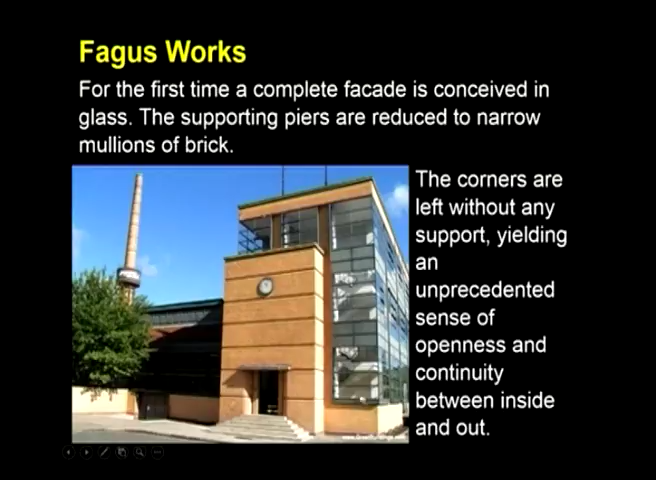 Fagus Works
For the first time a complete facade is conceived in
glass. The supporting piers are reduced to narrow
mullions of brick.
The corners are
left without any
support, yielding
an
unprecedented
sense of
openness and
continuity
between inside
and out.